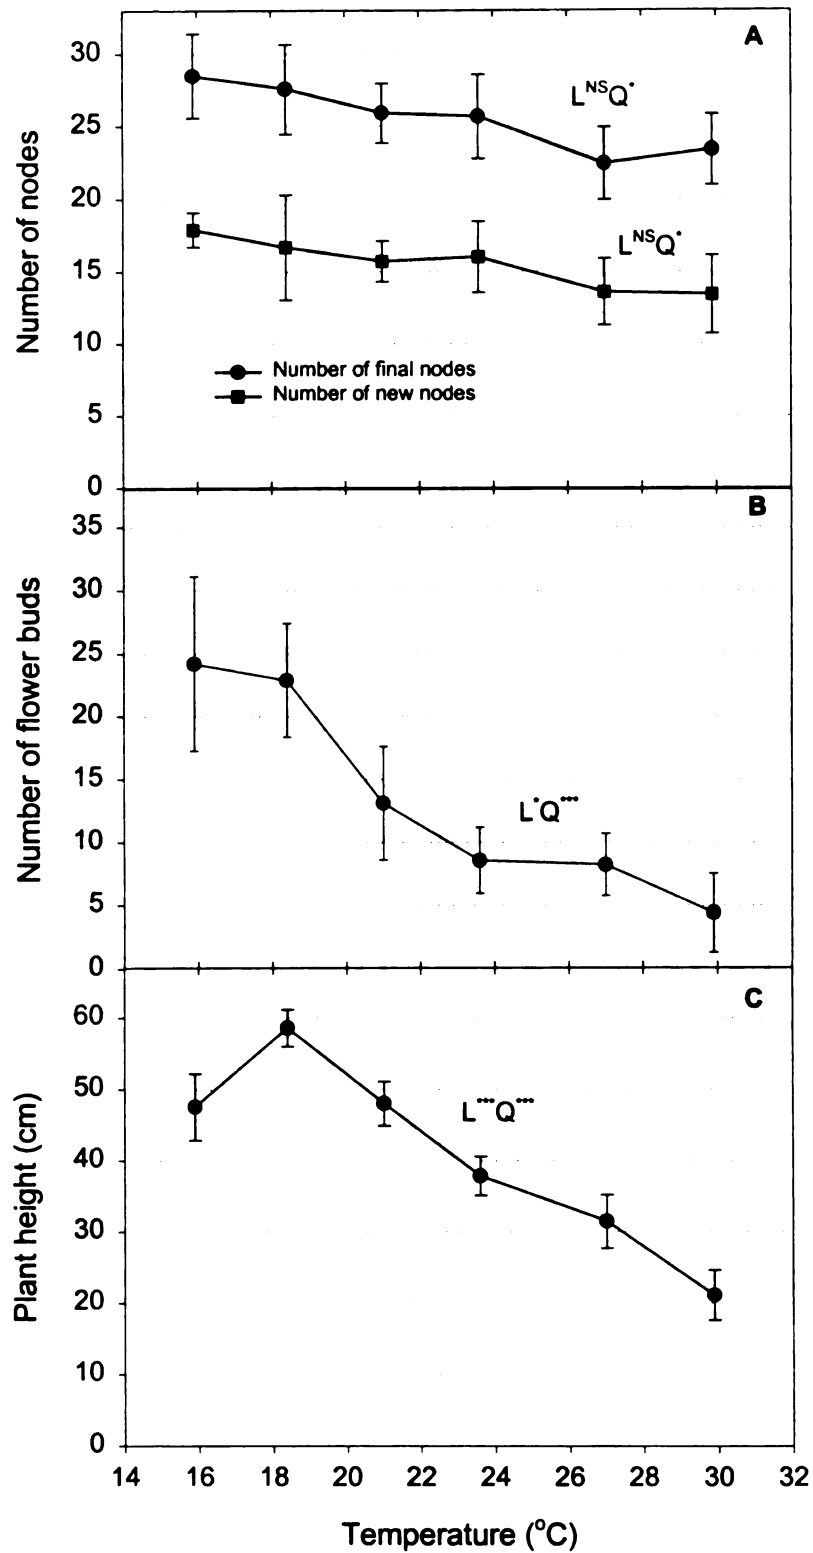 A
Number of nodes
30
25
20
15
10
5
0
L^NS Q^*
L^NS Q^*
Number of final nodes
Number of new nodes
B
Number of flower buds
35
30
25
20
15
10
5
0
L^* Q^***
C
Plant height (cm)
60
50
40
30
20
10
0
L^*** Q^***
14 16 18 20 22 24 26 28 30 32
Temperature (°C)